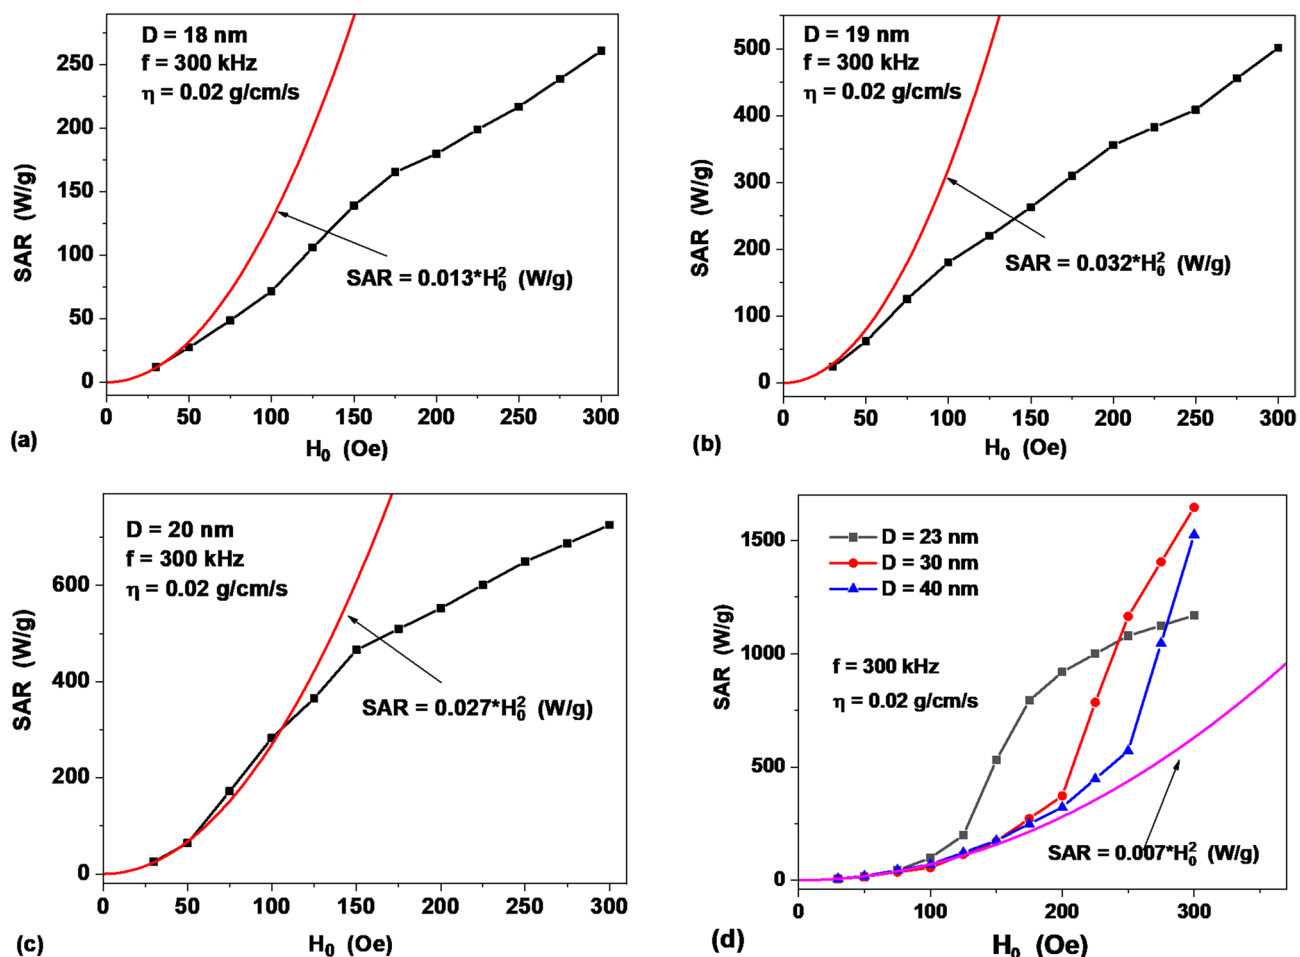 D = 18 nm
f = 300 kHz
η = 0.02 g/cm/s
SAR = 0.013*H₀² (W/g)
SAR (W/g)
250
200
150
100
50
0
0 50 100 150 200 250 300
H₀ (Oe)
(a)
D = 19 nm
f = 300 kHz
η = 0.02 g/cm/s
SAR = 0.032*H₀² (W/g)
SAR (W/g)
500
400
300
200
100
0
0 50 100 150 200 250 300
H₀ (Oe)
(b)
D = 20 nm
f = 300 kHz
η = 0.02 g/cm/s
SAR = 0.027*H₀² (W/g)
SAR (W/g)
600
400
200
0
0 50 100 150 200 250 300
H₀ (Oe)
(c)
D = 23 nm
D = 30 nm
D = 40 nm
f = 300 kHz
η = 0.02 g/cm/s
SAR = 0.007*H₀² (W/g)
SAR (W/g)
1500
1000
500
0
0 100 200 300
H₀ (Oe)
(d)